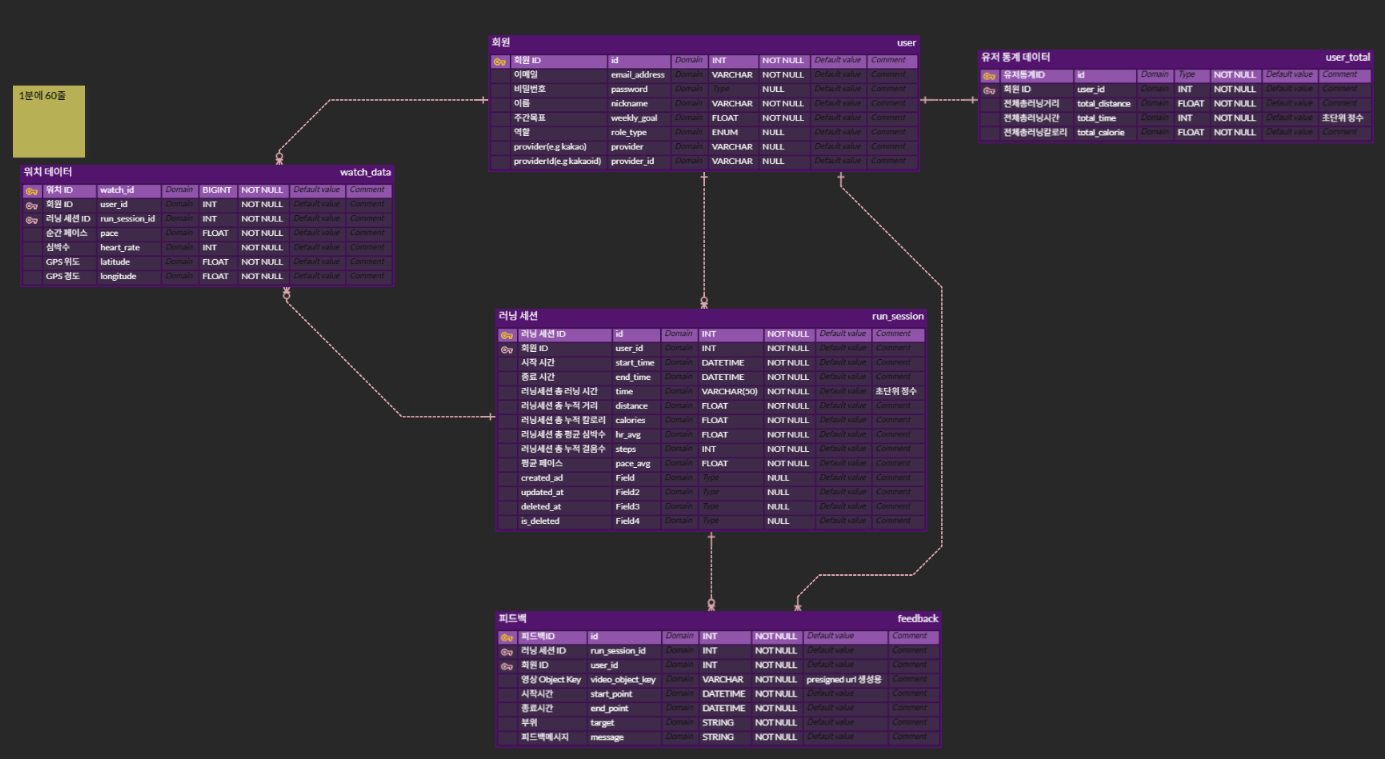 1분에 60줄
회원 user
회원 ID id Domain INT NOT NULL Default value Comment
이메일 email_address Domain VARCHAR NOT NULL Default value Comment
비밀번호 password Domain Type NULL Default value Comment
이름 nickname Domain VARCHAR NOT NULL Default value Comment
주간목표 weekly_goal Domain FLOAT NOT NULL Default value Comment
역할 role_type Domain ENUM NULL Default value Comment
provider(e.g kakao) provider Domain VARCHAR NULL Default value Comment
providerId(e.g kakaoid) provider_id Domain VARCHAR NULL Default value Comment
유저 통계 데이터 user_total
유저통계ID id Domain Type NOT NULL Default value Comment
회원 ID user_id Domain INT NOT NULL Default value Comment
전체총러닝거리 total_distance Domain FLOAT NOT NULL Default value Comment
전체총러닝시간 total_time Domain INT NOT NULL Default value 초단위 정수
전체총러닝칼로리 total_calorie Domain FLOAT NOT NULL Default value Comment
워치 데이터 watch_data
워치 ID watch_id Domain BIGINT NOT NULL Default value Comment
회원 ID user_id Domain INT NOT NULL Default value Comment
러닝 세션 ID run_session_id Domain INT NOT NULL Default value Comment
순간 페이스 pace Domain FLOAT NOT NULL Default value Comment
심박수 heart_rate Domain INT NOT NULL Default value Comment
GPS 위도 latitude Domain FLOAT NOT NULL Default value Comment
GPS 경도 longitude Domain FLOAT NOT NULL Default value Comment
러닝 세션 run_session
러닝 세션 ID id Domain INT NOT NULL Default value Comment
회원 ID user_id Domain INT NOT NULL Default value Comment
시작 시간 start_time Domain DATETIME NOT NULL Default value Comment
종료 시간 end_time Domain DATETIME NOT NULL Default value Comment
러닝세션 총 러닝 시간 time Domain VARCHAR(50) NOT NULL Default value 초단위 정수
러닝세션 총 누적 거리 distance Domain FLOAT NOT NULL Default value Comment
러닝세션 총 누적 칼로리 calories Domain FLOAT NOT NULL Default value Comment
러닝세션 총 평균 심박수 hr_avg Domain FLOAT NOT NULL Default value Comment
러닝세션 총 누적 걸음수 steps Domain INT NOT NULL Default value Comment
평균 페이스 pace_avg Domain FLOAT NOT NULL Default value Comment
created_ad Field Domain Type NULL Default value Comment
updated_at Field2 Domain Type NULL Default value Comment
deleted_at Field3 Domain Type NULL Default value Comment
is_deleted Field4 Domain Type NULL Default value Comment
피드백 feedback
피드백ID id Domain INT NOT NULL Default value Comment
러닝 세션 ID run_session_id Domain INT NOT NULL Default value Comment
회원 ID user_id Domain INT NOT NULL Default value Comment
영상 Object Key video_object_key Domain VARCHAR NOT NULL presigned url 생성용 Comment
시작시간 start_point Domain DATETIME NOT NULL Default value Comment
종료시간 end_point Domain DATETIME NOT NULL Default value Comment
부위 target Domain STRING NOT NULL Default value Comment
피드백메시지 message Domain STRING NOT NULL Default value Comment